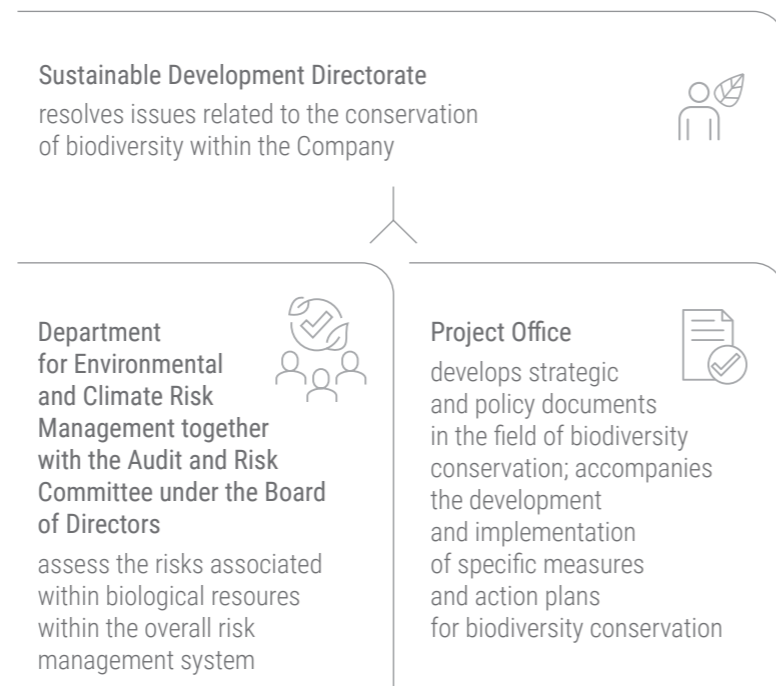 Sustainable Development Directorate
resolves issues related to the conservation
of biodiversity within the Company
Department
for Environmental
and Climate Risk
Management together
with the Audit and Risk
Committee under the Board
of Directors
assess the risks associated
within biological resoures
within the overall risk
management system
Project Office
develops strategic
and policy documents
in the field of biodiversity
conservation; accompanies
the development
and implementation
of specific measures
and action plans
for biodiversity conservation